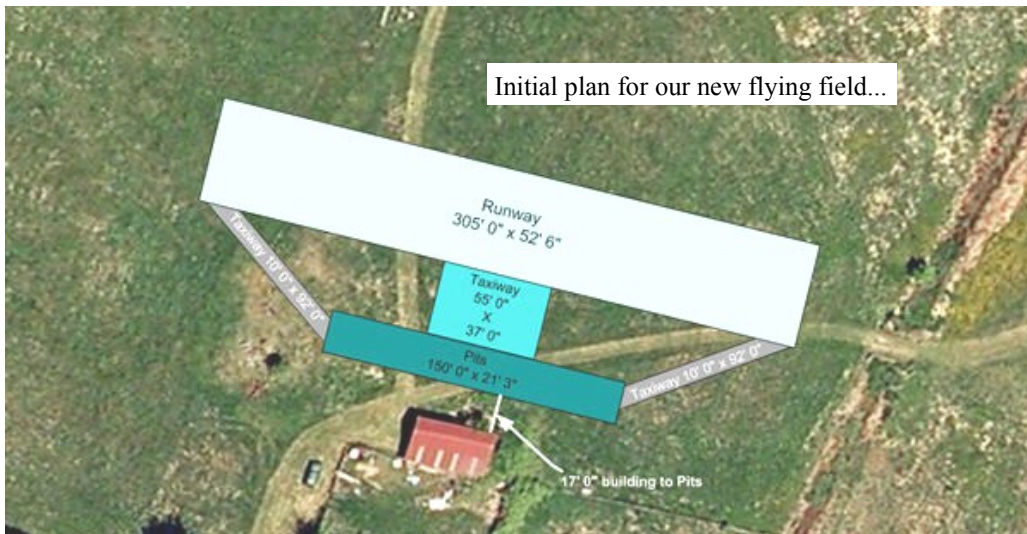 Initial plan for our new flying field...
Runway
305' 0" x 52' 6"
Taxiway 10' 0" x 92' 0"
Taxiway
55' 0"
X
37' 0"
Pits
150' 0" x 21' 3"
Taxiway 10' 0" x 92' 0"
17' 0" building to Pits